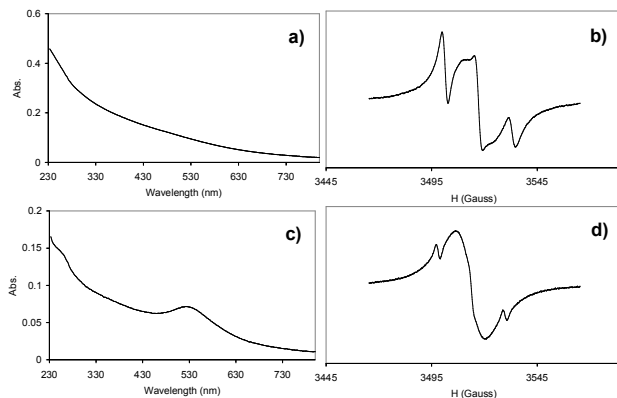 a)
0.6
0.4
0.2
0
Abs.
230 330 430 530 630 730
Wavelength (nm)
b)
3445 3495 3545
H (Gauss)
c)
0.2
0.15
0.1
0.05
0
Abs.
230 330 430 530 630 730
Wavelength (nm)
d)
3445 3495 3545
H (Gauss)